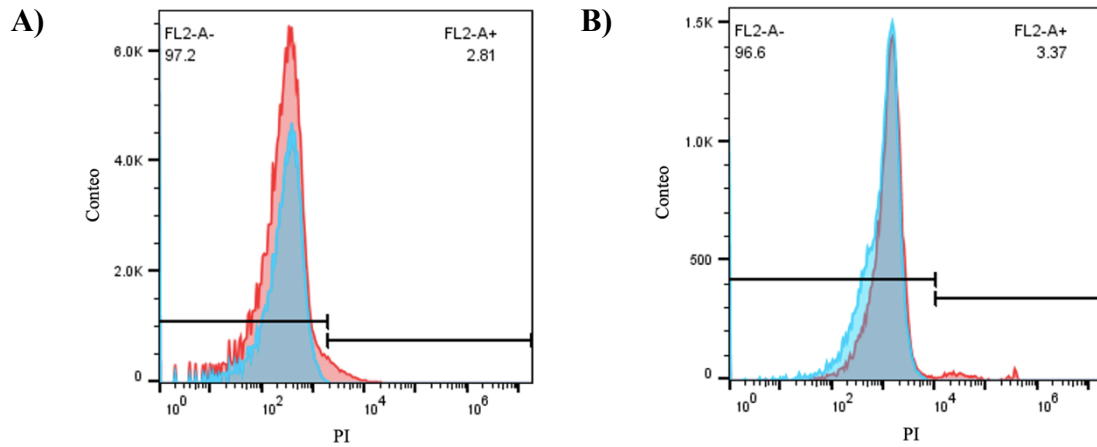 A)
FL2-A-
97.2
FL2-A+
2.81
6.0K
4.0K
2.0K
0
Conteo
10^0
10^2
10^4
10^6
PI
B)
1.5K
FL2-A-
96.6
FL2-A+
3.37
1.0K
500
0
Conteo
10^0
10^2
10^4
10^6
PI